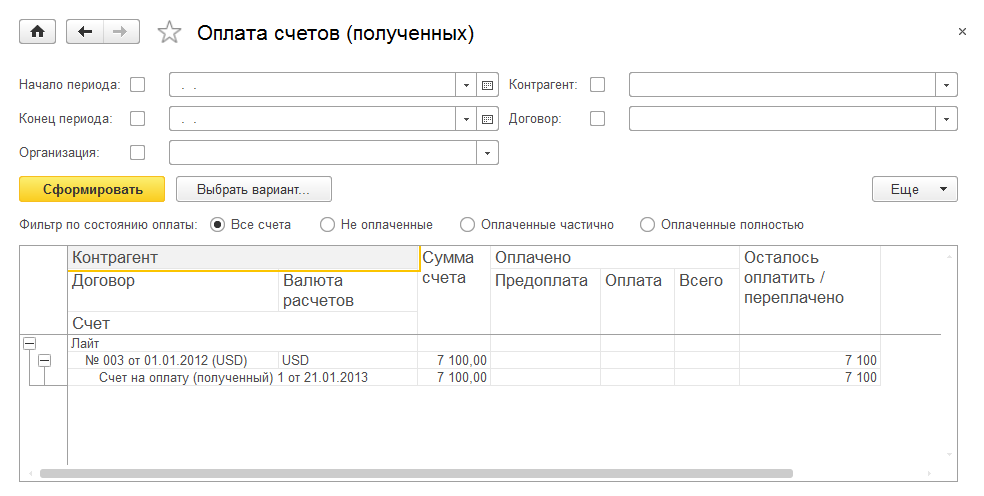 Оплата счетов (полученных)
Начало периода: . . Контрагент:
Конец периода: . . Договор:
Организация:
Сформировать Выбрать вариант... Еще
Фильтр по состоянию оплаты: Все счета Не оплаченные Оплаченные частично Оплаченные полностью
Контрагент Сумма счета Оплачено Осталось оплатить / переплачено
Договор Валюта расчетов Предоплата Оплата Всего
Счет
Лайт
№ 003 от 01.01.2012 (USD) USD 7 100,00 7 100
Счет на оплату (полученный) 1 от 21.01.2013 7 100,00 7 100